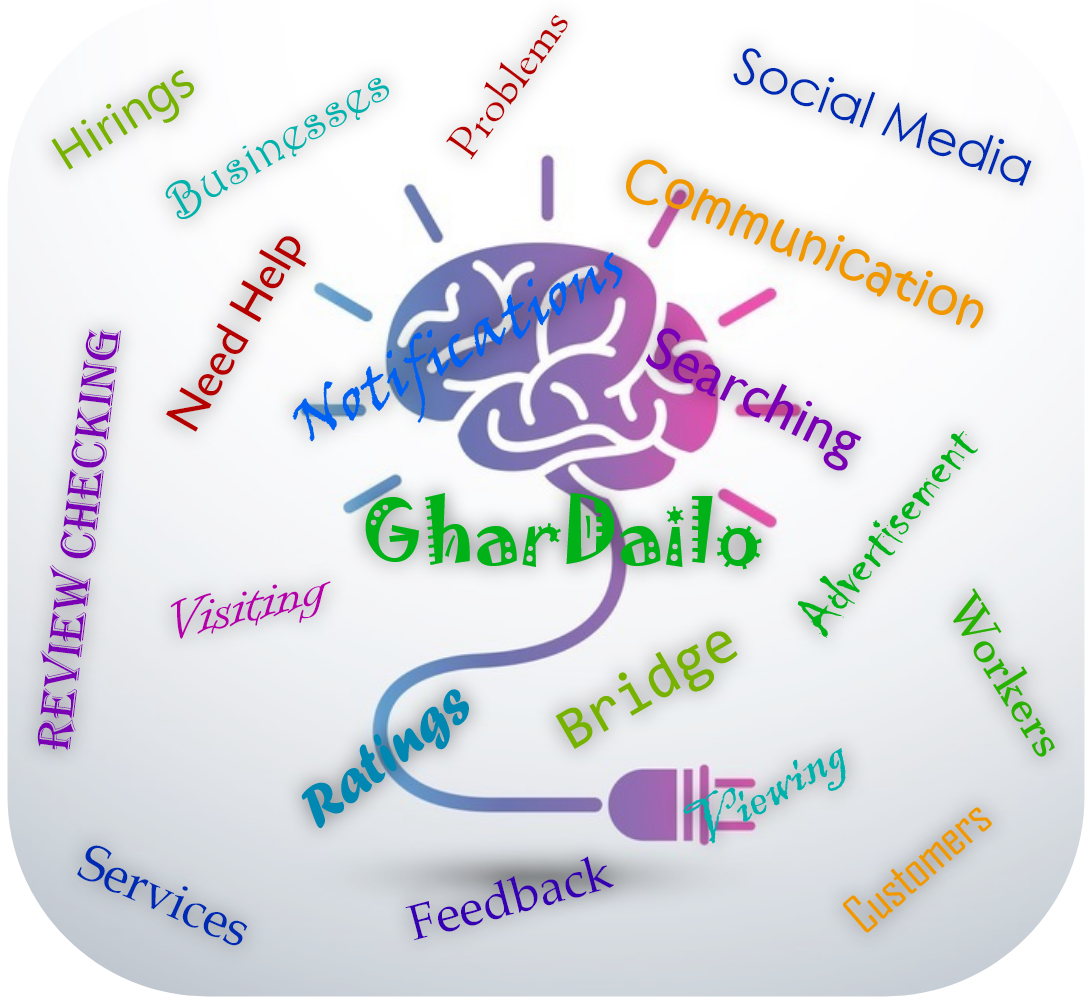 Problems
Social Media
Hirings
Businesses
Communication
Need Help
Notifications
Searching
REVIEW CHECKING
Advertisement
GharDailo
Visiting
Workers
Bridge
Ratings
Viewing
Services
Feedback
Customers